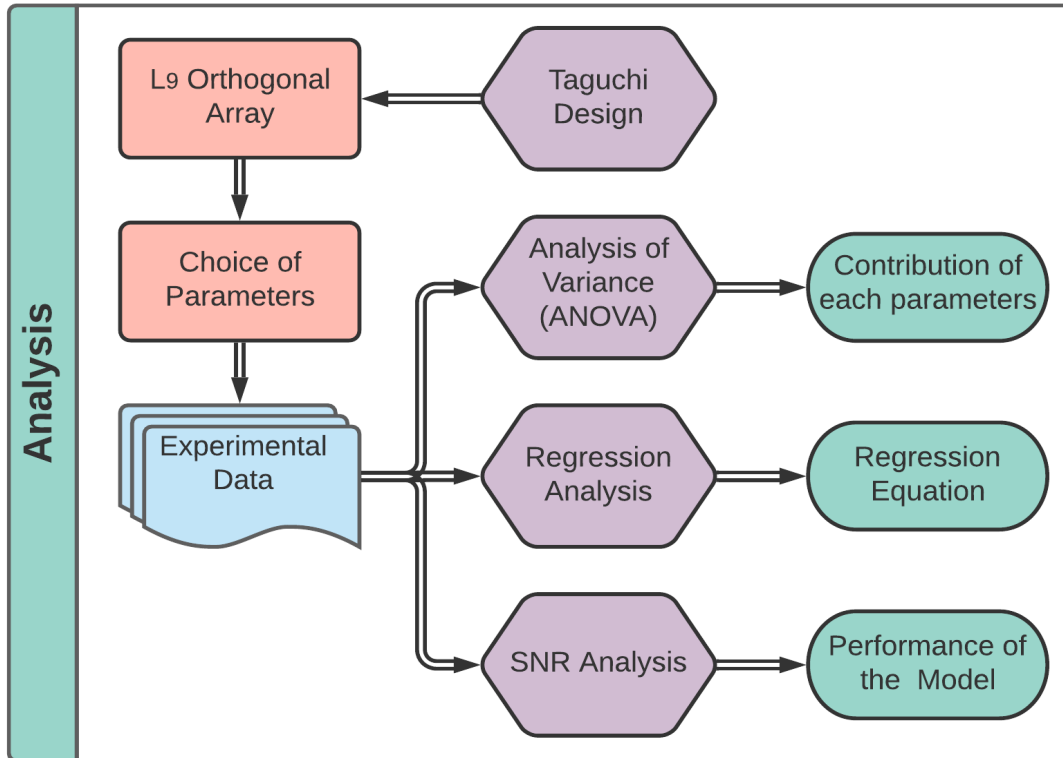 Analysis
L9 Orthogonal
Array
Taguchi
Design
Choice of
Parameters
Analysis of
Variance
(ANOVA)
Contribution of
each parameters
Experimental
Data
Regression
Analysis
Regression
Equation
SNR Analysis
Performance of
the Model